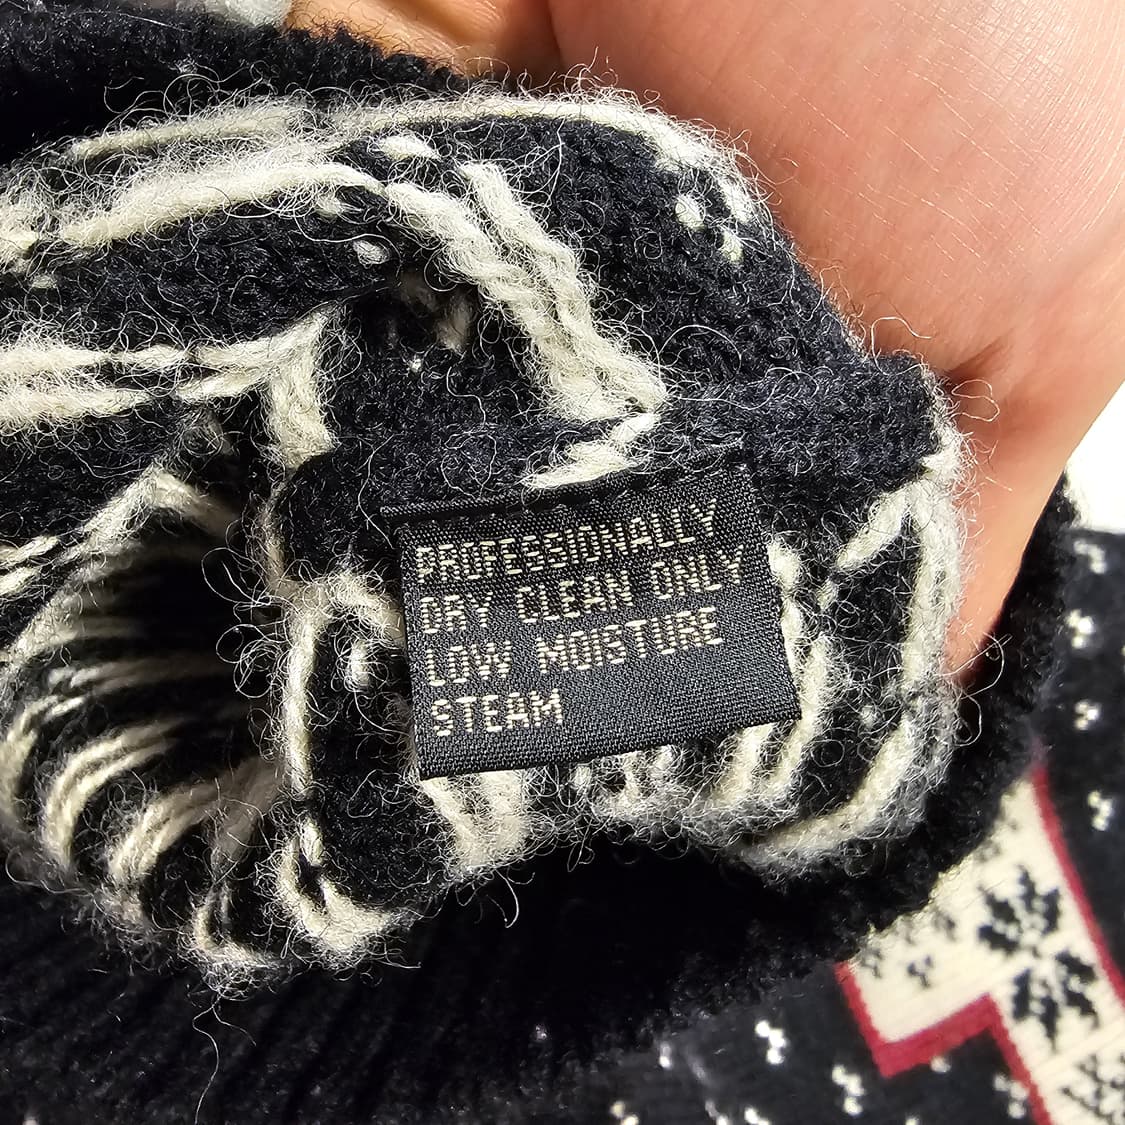 PROFESSIONALLY
DRY CLEAN ONLY
LOW MOISTURE
STEAM